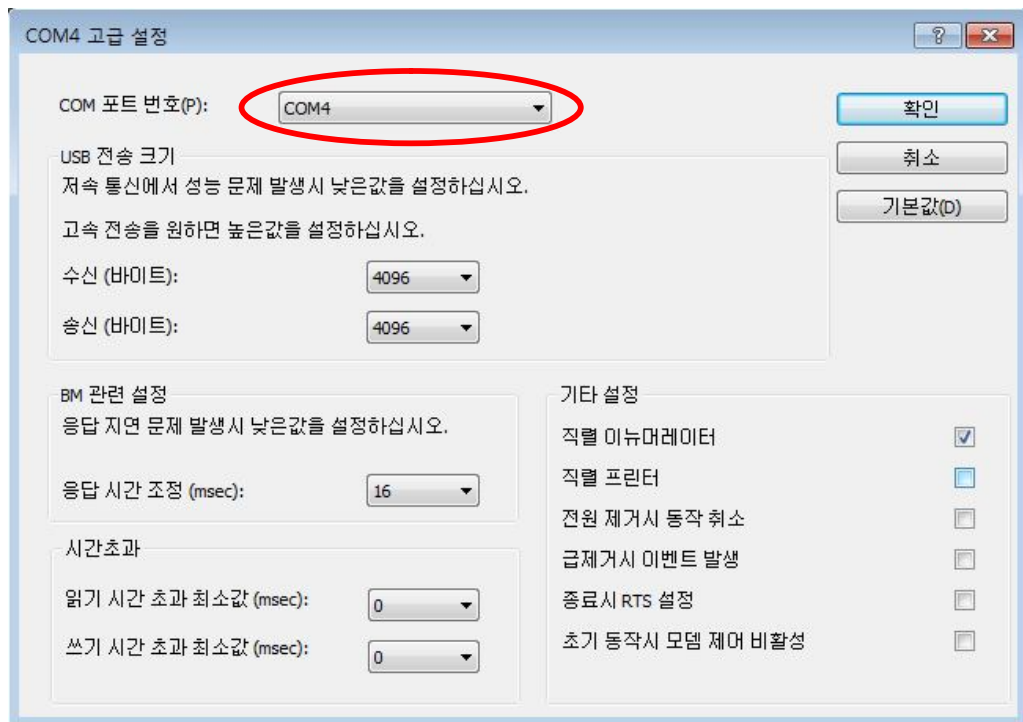 COM4 고급 설정
COM 포트 번호(P):
COM4
확인
취소
기본값(D)
USB 전송 크기
저속 통신에서 성능 문제 발생시 낮은값을 설정하십시오.
고속 전송을 원하면 높은값을 설정하십시오.
수신 (바이트):
4096
송신 (바이트):
4096
BM 관련 설정
응답 지연 문제 발생시 낮은값을 설정하십시오.
응답 시간 조정 (msec):
16
시간초과
읽기 시간 초과 최소값 (msec):
0
쓰기 시간 초과 최소값 (msec):
0
기타 설정
직렬 이뉴머레이터
직렬 프린터
전원 제거시 동작 취소
급제거시 이벤트 발생
종료시 RTS 설정
초기 동작시 모뎀 제어 비활성